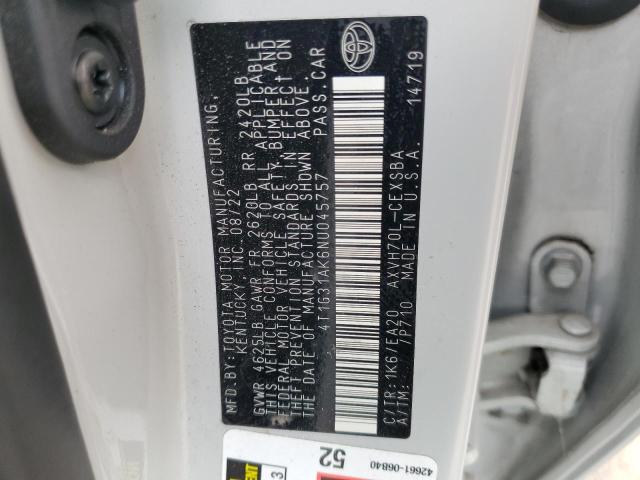 MFD.BY:TOYOTA MOTOR MANUFACTURING,
KENTUCKY, INC 08/22
GVWR 4625LB GAWR FR 2620LB RR 2420LB
THIS VEHICLE CONFORMS TO ALL APPLICABLE
FEDERAL MOTOR VEHICLE SAFETY, BUMPER, AND
THEFT PREVENTION STANDARDS IN EFFECT ON
THE DATE OF MANUFACTURE SHOWN ABOVE.
4T1G31AK6NU045757 PASS.CAR
C/TR:1K6/EA20 AXVH70L-CEXSBA
A/TM: /P710 MADE IN U.S.A.
14719
52
42661-06B40
3